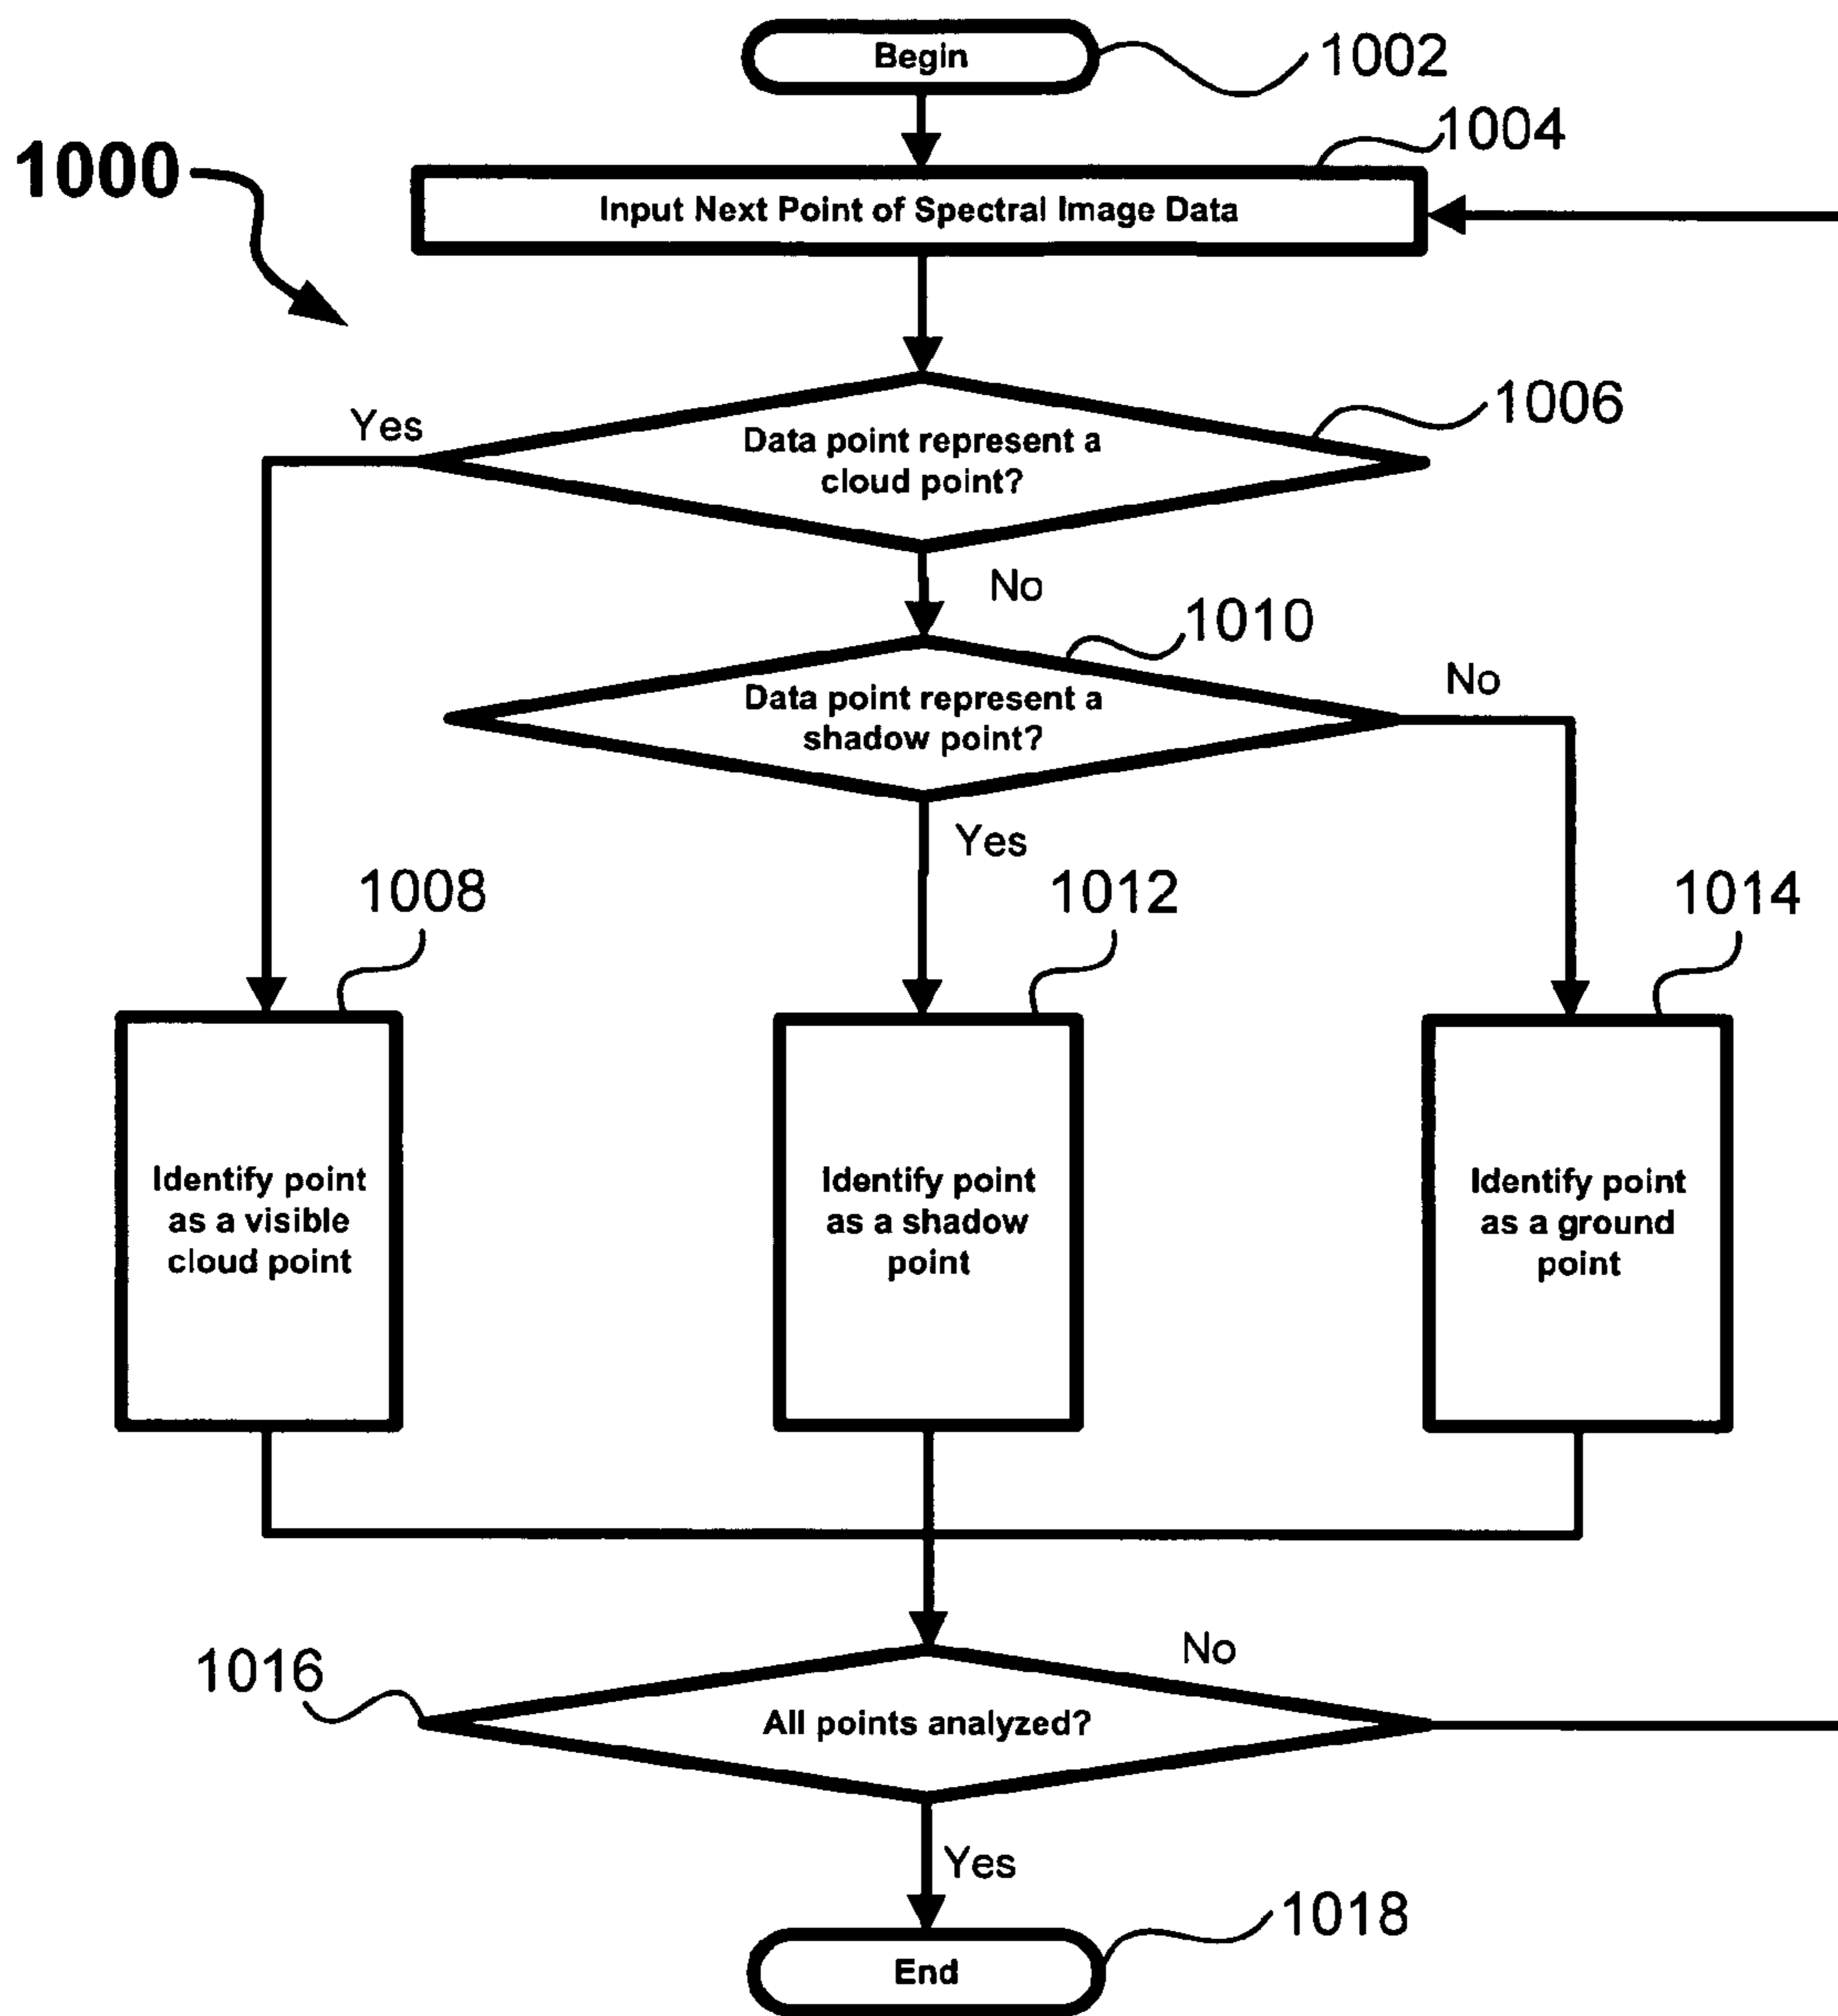 Begin
1002
1004
1000
Input Next Point of Spectral Image Data
1006
Yes
Data point represent a
cloud point?
No
1010
No
Data point represent a
shadow point?
Yes
1008
1012
1014
Identify point
as a visible
cloud point
Identify point
as a shadow
point
Identify point
as a ground
point
No
1016
All points analyzed?
Yes
1018
End